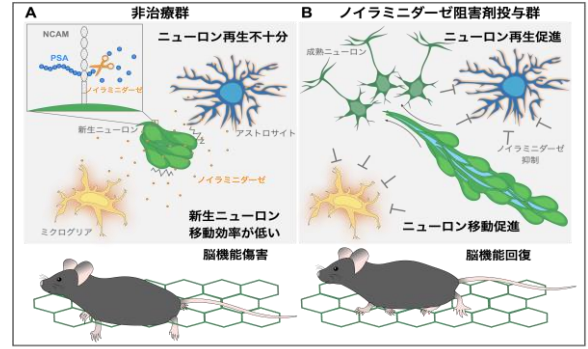 A 非治療群
NCAM
PSA
ノイラミニダーゼ
ニューロン再生不十分
新生ニューロン
アストロサイト
ノイラミニダーゼ
ミクログリア
新生ニューロン
移動効率が低い
脳機能傷害
B ノイラミニダーゼ阻害剤投与群
成熟ニューロン
ニューロン再生促進
ノイラミニダーゼ
抑制
ニューロン移動促進
脳機能回復